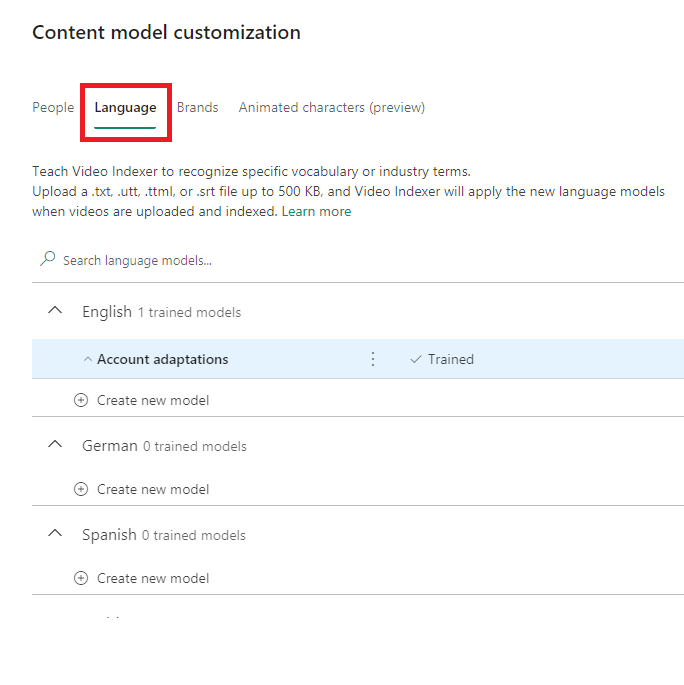 Content model customization
People Language Brands Animated characters (preview)
Teach Video Indexer to recognize specific vocabulary or industry terms.
Upload a .txt, .utt, .ttml, or .srt file up to 500 KB, and Video Indexer will apply the new language models
when videos are uploaded and indexed. Learn more
Search language models...
English 1 trained models
Account adaptations Trained
Create new model
German 0 trained models
Create new model
Spanish 0 trained models
Create new model